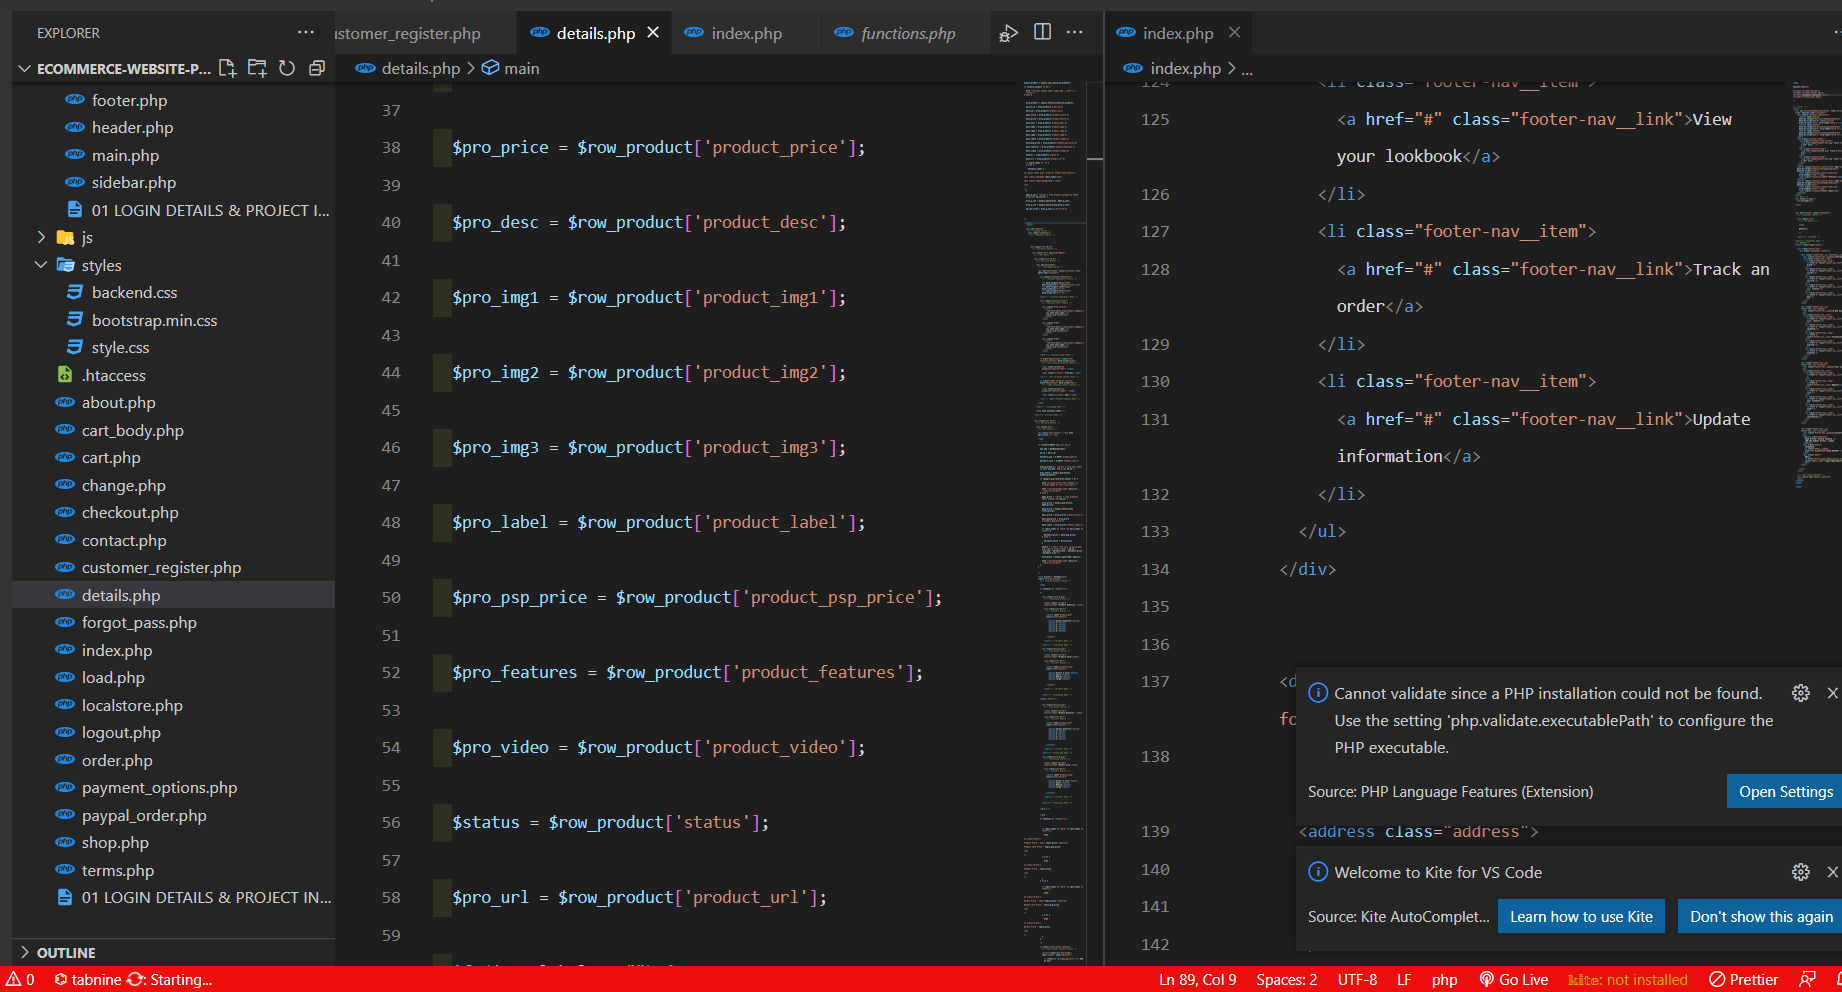 EXPLORER
ECOMMERCE-WEBSITE-P...
footer.php
header.php
main.php
sidebar.php
01 LOGIN DETAILS & PROJECT I...
js
styles
backend.css
bootstrap.min.css
style.css
.htaccess
about.php
cart_body.php
cart.php
change.php
checkout.php
contact.php
customer_register.php
details.php
forgot_pass.php
index.php
load.php
localstore.php
logout.php
order.php
payment_options.php
paypal_order.php
shop.php
terms.php
01 LOGIN DETAILS & PROJECT IN...
OUTLINE
stomer_register.php details.php index.php functions.php
details.php > main
37
38 $pro_price = $row_product['product_price'];
39
40 $pro_desc = $row_product['product_desc'];
41
42 $pro_img1 = $row_product['product_img1'];
43
44 $pro_img2 = $row_product['product_img2'];
45
46 $pro_img3 = $row_product['product_img3'];
47
48 $pro_label = $row_product['product_label'];
49
50 $pro_psp_price = $row_product['product_psp_price'];
51
52 $pro_features = $row_product['product_features'];
53
54 $pro_video = $row_product['product_video'];
55
56 $status = $row_product['status'];
57
58 $pro_url = $row_product['product_url'];
59
index.php
index.php > ...
124 <li class="footer-nav__item">
125 <a href="#" class="footer-nav__link">View
your lookbook</a>
126 </li>
127 <li class="footer-nav__item">
128 <a href="#" class="footer-nav__link">Track an
order</a>
129 </li>
130 <li class="footer-nav__item">
131 <a href="#" class="footer-nav__link">Update
information</a>
132 </li>
133 </ul>
134 </div>
135
136
137 <d
fo
138
139 <address class="address">
140
141
142
Cannot validate since a PHP installation could not be found.
Use the setting 'php.validate.executablePath' to configure the
PHP executable.
Source: PHP Language Features (Extension) Open Settings
Welcome to Kite for VS Code
Source: Kite AutoComplet... Learn how to use Kite Don't show this again
0 tabnine : Starting... Ln 89, Col 9 Spaces: 2 UTF-8 LF php Go Live kite: not installed Prettier